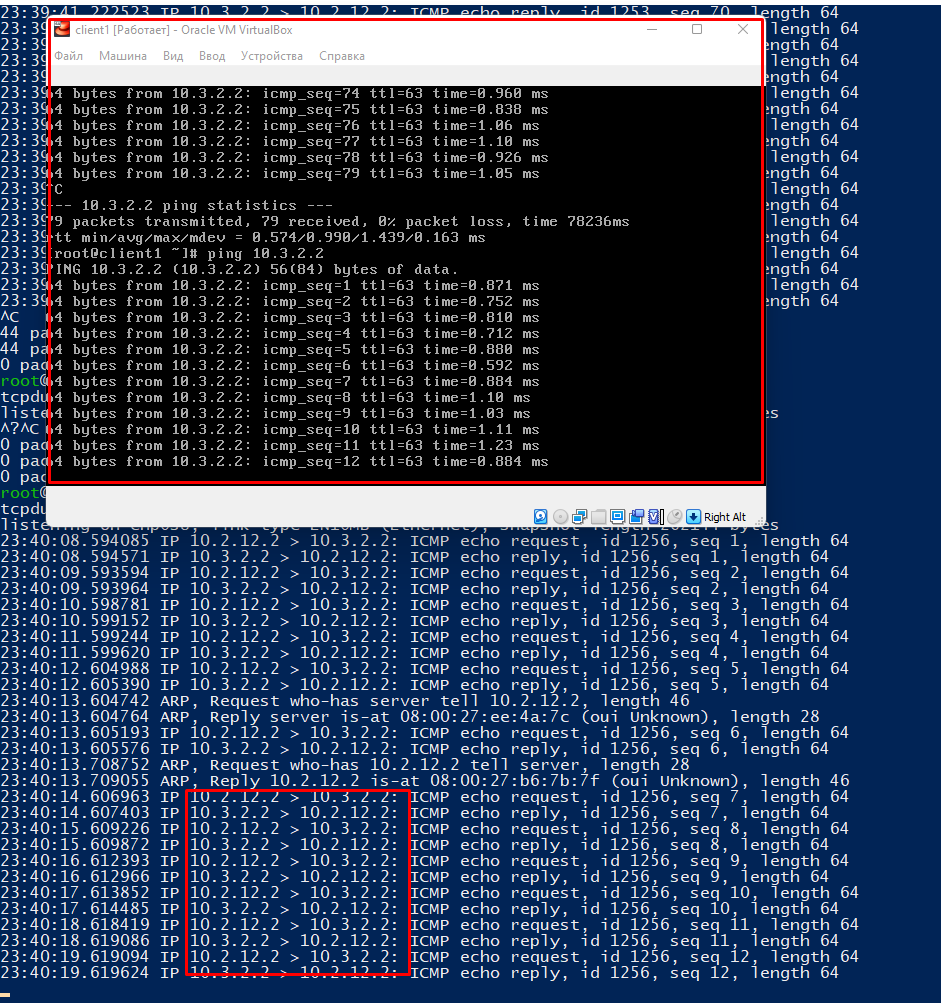 23:39:41.222523 IP 10.3.2.2 > 10.2.12.2: ICMP echo reply, id 1253, seq 70, length 64
client1 [Работает] - Oracle VM VirtualBox
Файл Машина Вид Ввод Устройства Справка
64 bytes from 10.3.2.2: icmp_seq=74 ttl=63 time=0.960 ms
64 bytes from 10.3.2.2: icmp_seq=75 ttl=63 time=0.838 ms
64 bytes from 10.3.2.2: icmp_seq=76 ttl=63 time=1.06 ms
64 bytes from 10.3.2.2: icmp_seq=77 ttl=63 time=1.10 ms
64 bytes from 10.3.2.2: icmp_seq=78 ttl=63 time=0.926 ms
64 bytes from 10.3.2.2: icmp_seq=79 ttl=63 time=1.05 ms
^C
--- 10.3.2.2 ping statistics ---
79 packets transmitted, 79 received, 0% packet loss, time 78236ms
rtt min/avg/max/mdev = 0.574/0.990/1.439/0.163 ms
[root@client1 ~]# ping 10.3.2.2
PING 10.3.2.2 (10.3.2.2) 56(84) bytes of data.
64 bytes from 10.3.2.2: icmp_seq=1 ttl=63 time=0.871 ms
64 bytes from 10.3.2.2: icmp_seq=2 ttl=63 time=0.752 ms
64 bytes from 10.3.2.2: icmp_seq=3 ttl=63 time=0.810 ms
64 bytes from 10.3.2.2: icmp_seq=4 ttl=63 time=0.712 ms
64 bytes from 10.3.2.2: icmp_seq=5 ttl=63 time=0.880 ms
64 bytes from 10.3.2.2: icmp_seq=6 ttl=63 time=0.592 ms
64 bytes from 10.3.2.2: icmp_seq=7 ttl=63 time=0.884 ms
64 bytes from 10.3.2.2: icmp_seq=8 ttl=63 time=1.10 ms
64 bytes from 10.3.2.2: icmp_seq=9 ttl=63 time=1.03 ms
64 bytes from 10.3.2.2: icmp_seq=10 ttl=63 time=1.11 ms
64 bytes from 10.3.2.2: icmp_seq=11 ttl=63 time=1.23 ms
64 bytes from 10.3.2.2: icmp_seq=12 ttl=63 time=0.884 ms
Right Alt
^C
44 pa
44 pa
0 pac
root@
tcpdu
liste
^?^C
0 pac
0 pac
0 pac
root@
tcpdu
23:40:08.594085 IP 10.2.12.2 > 10.3.2.2: ICMP echo request, id 1256, seq 1, length 64
23:40:08.594571 IP 10.3.2.2 > 10.2.12.2: ICMP echo reply, id 1256, seq 1, length 64
23:40:09.593594 IP 10.2.12.2 > 10.3.2.2: ICMP echo request, id 1256, seq 2, length 64
23:40:09.593964 IP 10.3.2.2 > 10.2.12.2: ICMP echo reply, id 1256, seq 2, length 64
23:40:10.598781 IP 10.2.12.2 > 10.3.2.2: ICMP echo request, id 1256, seq 3, length 64
23:40:10.599152 IP 10.3.2.2 > 10.2.12.2: ICMP echo reply, id 1256, seq 3, length 64
23:40:11.599244 IP 10.2.12.2 > 10.3.2.2: ICMP echo request, id 1256, seq 4, length 64
23:40:11.599620 IP 10.3.2.2 > 10.2.12.2: ICMP echo reply, id 1256, seq 4, length 64
23:40:12.604988 IP 10.2.12.2 > 10.3.2.2: ICMP echo request, id 1256, seq 5, length 64
23:40:12.605390 IP 10.3.2.2 > 10.2.12.2: ICMP echo reply, id 1256, seq 5, length 64
23:40:13.604742 ARP, Request who-has server tell 10.2.12.2, length 46
23:40:13.604764 ARP, Reply server is-at 08:00:27:ee:4a:7c (oui Unknown), length 28
23:40:13.605193 IP 10.2.12.2 > 10.3.2.2: ICMP echo request, id 1256, seq 6, length 64
23:40:13.605576 IP 10.3.2.2 > 10.2.12.2: ICMP echo reply, id 1256, seq 6, length 64
23:40:13.708752 ARP, Request who-has 10.2.12.2 tell server, length 28
23:40:13.709055 ARP, Reply 10.2.12.2 is-at 08:00:27:b6:7b:7f (oui Unknown), length 46
23:40:14.606963 IP 10.2.12.2 > 10.3.2.2: ICMP echo request, id 1256, seq 7, length 64
23:40:14.607403 IP 10.3.2.2 > 10.2.12.2: ICMP echo reply, id 1256, seq 7, length 64
23:40:15.609226 IP 10.2.12.2 > 10.3.2.2: ICMP echo request, id 1256, seq 8, length 64
23:40:15.609872 IP 10.3.2.2 > 10.2.12.2: ICMP echo reply, id 1256, seq 8, length 64
23:40:16.612393 IP 10.2.12.2 > 10.3.2.2: ICMP echo request, id 1256, seq 9, length 64
23:40:16.612966 IP 10.3.2.2 > 10.2.12.2: ICMP echo reply, id 1256, seq 9, length 64
23:40:17.613852 IP 10.2.12.2 > 10.3.2.2: ICMP echo request, id 1256, seq 10, length 64
23:40:17.614485 IP 10.3.2.2 > 10.2.12.2: ICMP echo reply, id 1256, seq 10, length 64
23:40:18.618419 IP 10.2.12.2 > 10.3.2.2: ICMP echo request, id 1256, seq 11, length 64
23:40:18.619086 IP 10.3.2.2 > 10.2.12.2: ICMP echo reply, id 1256, seq 11, length 64
23:40:19.619094 IP 10.2.12.2 > 10.3.2.2: ICMP echo request, id 1256, seq 12, length 64
23:40:19.619624 IP 10.3.2.2 > 10.2.12.2: ICMP echo reply, id 1256, seq 12, length 64